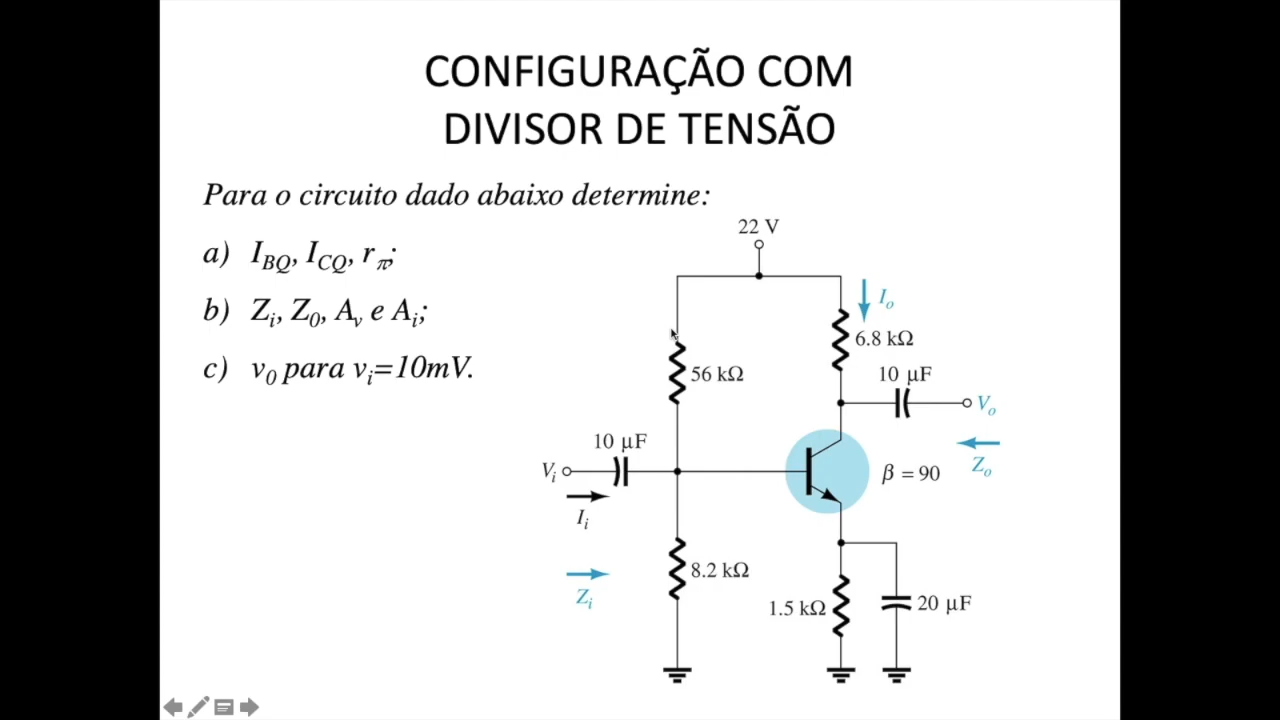 CONFIGURAÇÃO COM
DIVISOR DE TENSÃO
Para o circuito dado abaixo determine:
a) I_BQ, I_CQ, r_π;
b) Z_i, Z_0, A_v e A_i;
c) v_0 para v_i=10mV.
22 V
I_o
6.8 kΩ
56 kΩ
10 µF
V_o
10 µF
V_i
I_i
Z_o
β = 90
8.2 kΩ
Z_i
1.5 kΩ
20 µF